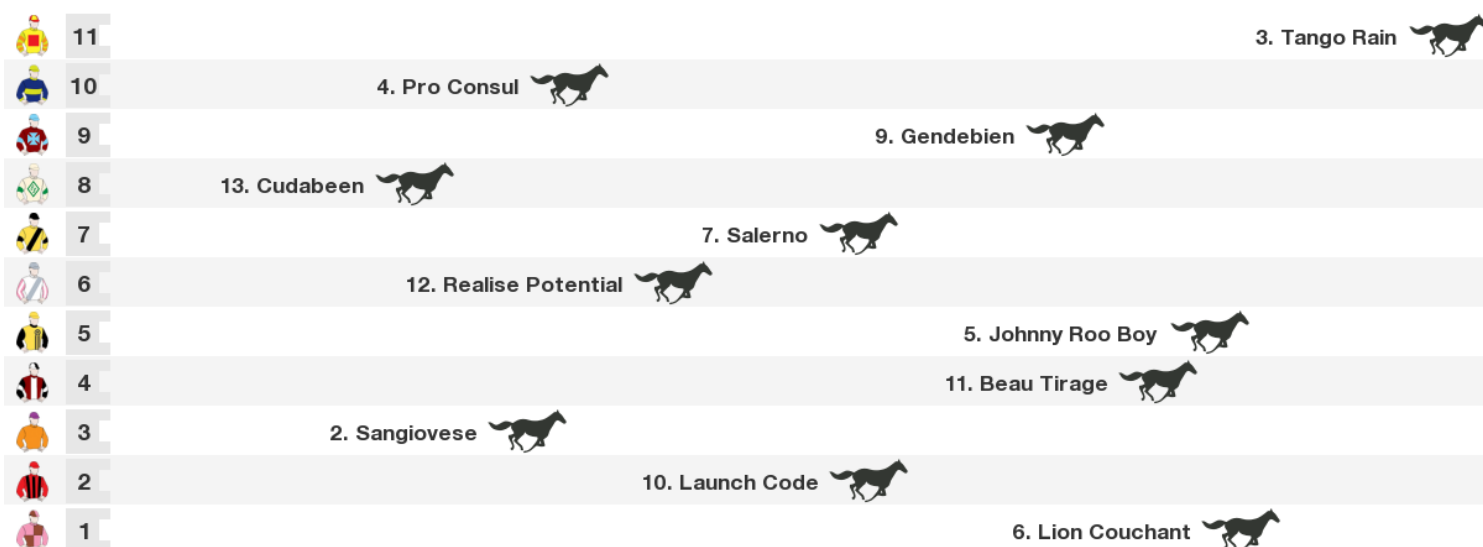 11 3. Tango Rain
10 4. Pro Consul
9 9. Gendebien
8 13. Cudabeen
7 7. Salerno
6 12. Realise Potential
5 5. Johnny Roo Boy
4 11. Beau Tirage
3 2. Sangiovese
2 10. Launch Code
1 6. Lion Couchant